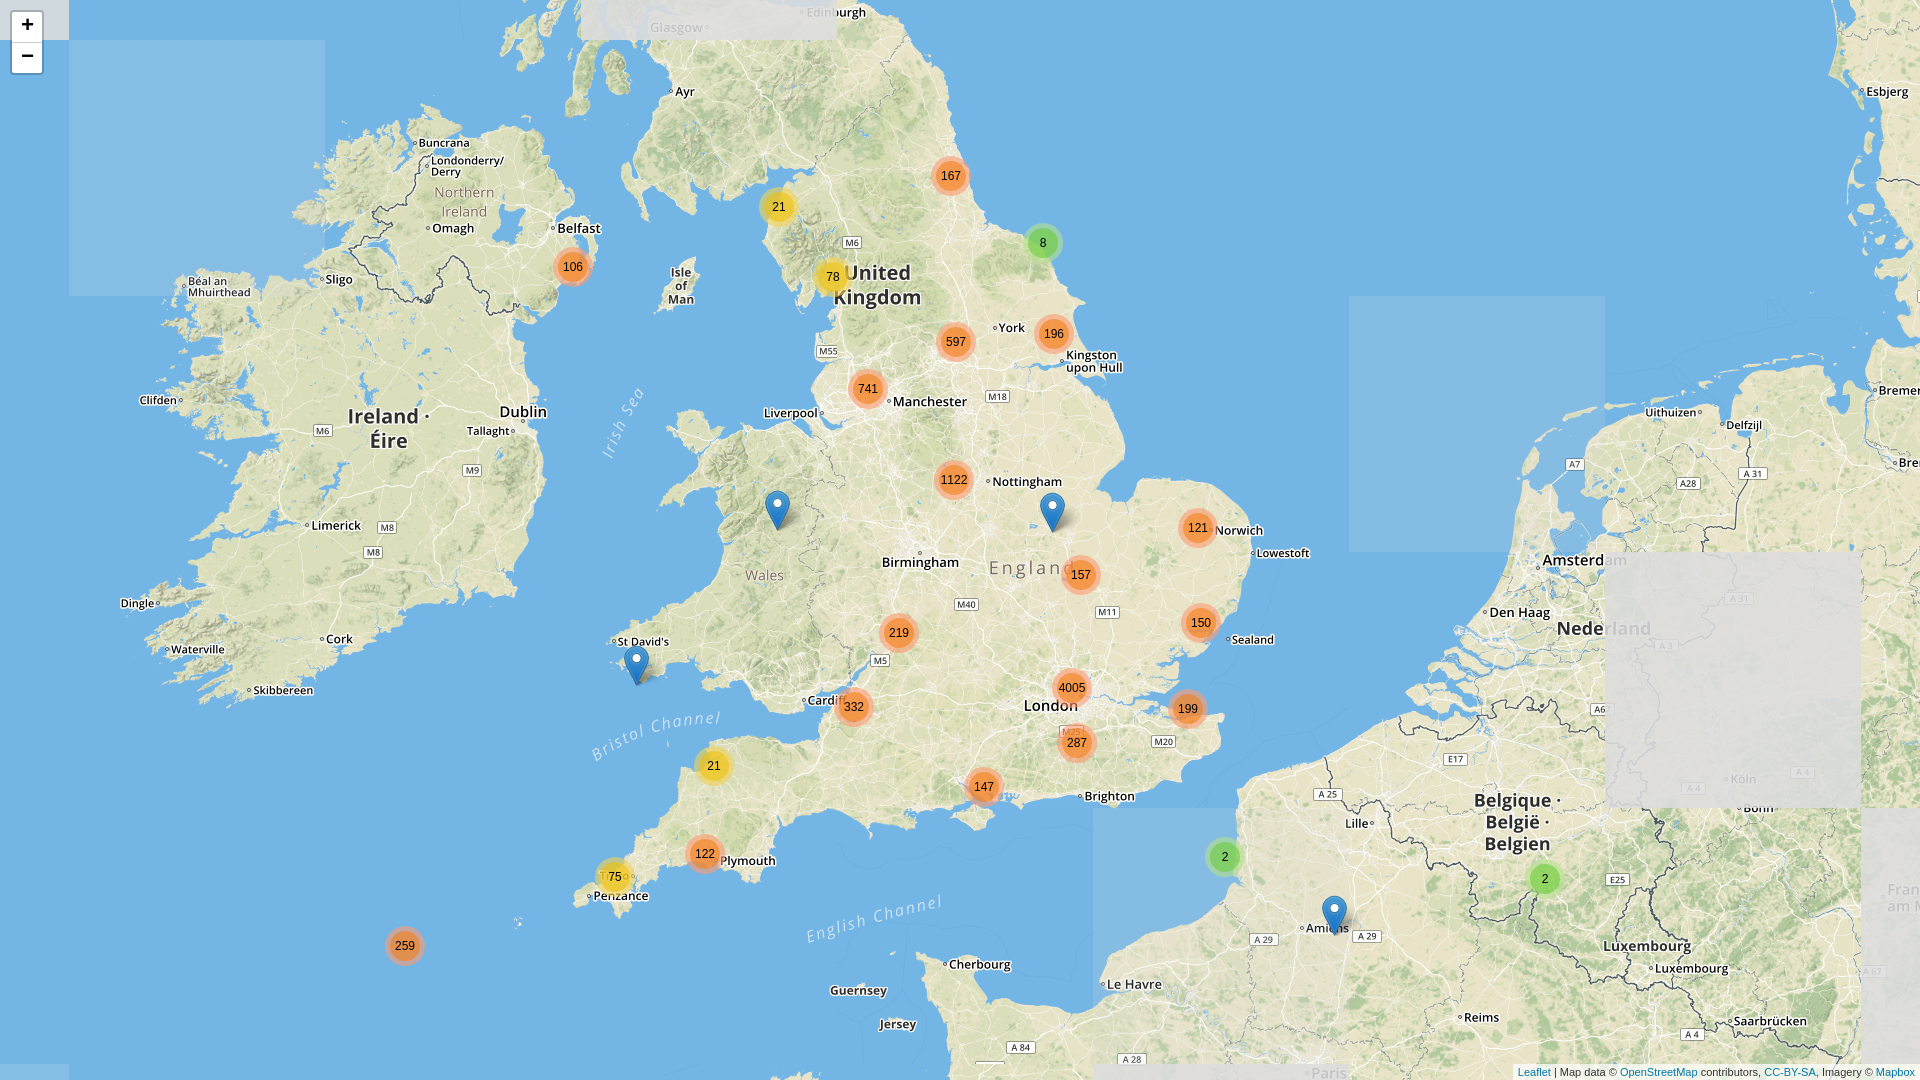 +
−
Glasgow
Edinburgh
Ayr
Esbjerg
Buncrana
Londonderry/
Derry
Northern
Ireland
Omagh
Belfast
167
21
M6
8
106
78
United
Kingdom
Isle
of
Man
Sligo
Béal an
Mhuirthead
York
196
597
M55
Kingston
upon Hull
741
Manchester
M18
Liverpool
Clifden
Ireland ·
Éire
Dublin
Tallaght
M6
M9
Irish Sea
Uithuizen
Delfzijl
A7
A 31
A28
1122
Nottingham
Limerick
M8
M8
121
Norwich
Lowestoft
Birmingham
England
157
Wales
Amsterdam
A 31
Den Haag
Nederland
A 3
Dingle
Cork
Waterville
Skibbereen
M40
M11
219
150
Sealand
St David's
M5
4005
London
Cardiff
332
199
M25
287
M20
Bristol Channel
21
147
Brighton
E17
A 25
Köln
A 4
A 4
Bonn
Belgique ·
België ·
Belgien
Lille
122
Plymouth
75
Penzance
2
2
E25
English Channel
Amiens
A 29
A 29
259
Luxembourg
Luxembourg
A 67
Cherbourg
Le Havre
Guernsey
Jersey
Reims
Saarbrücken
A 4
A 84
A 28
Paris
Leaflet | Map data © OpenStreetMap contributors, CC-BY-SA, Imagery © Mapbox